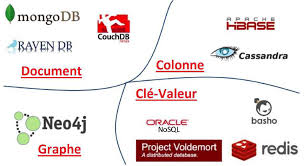 mongoDB
CouchDB
relax
RAVEN DB
Document
APACHE
HBASE
Cassandra
Colonne
Neo4j
Graphe
Clé-Valeur
ORACLE
NoSQL
basho
Project Voldemort
A distributed database.
redis